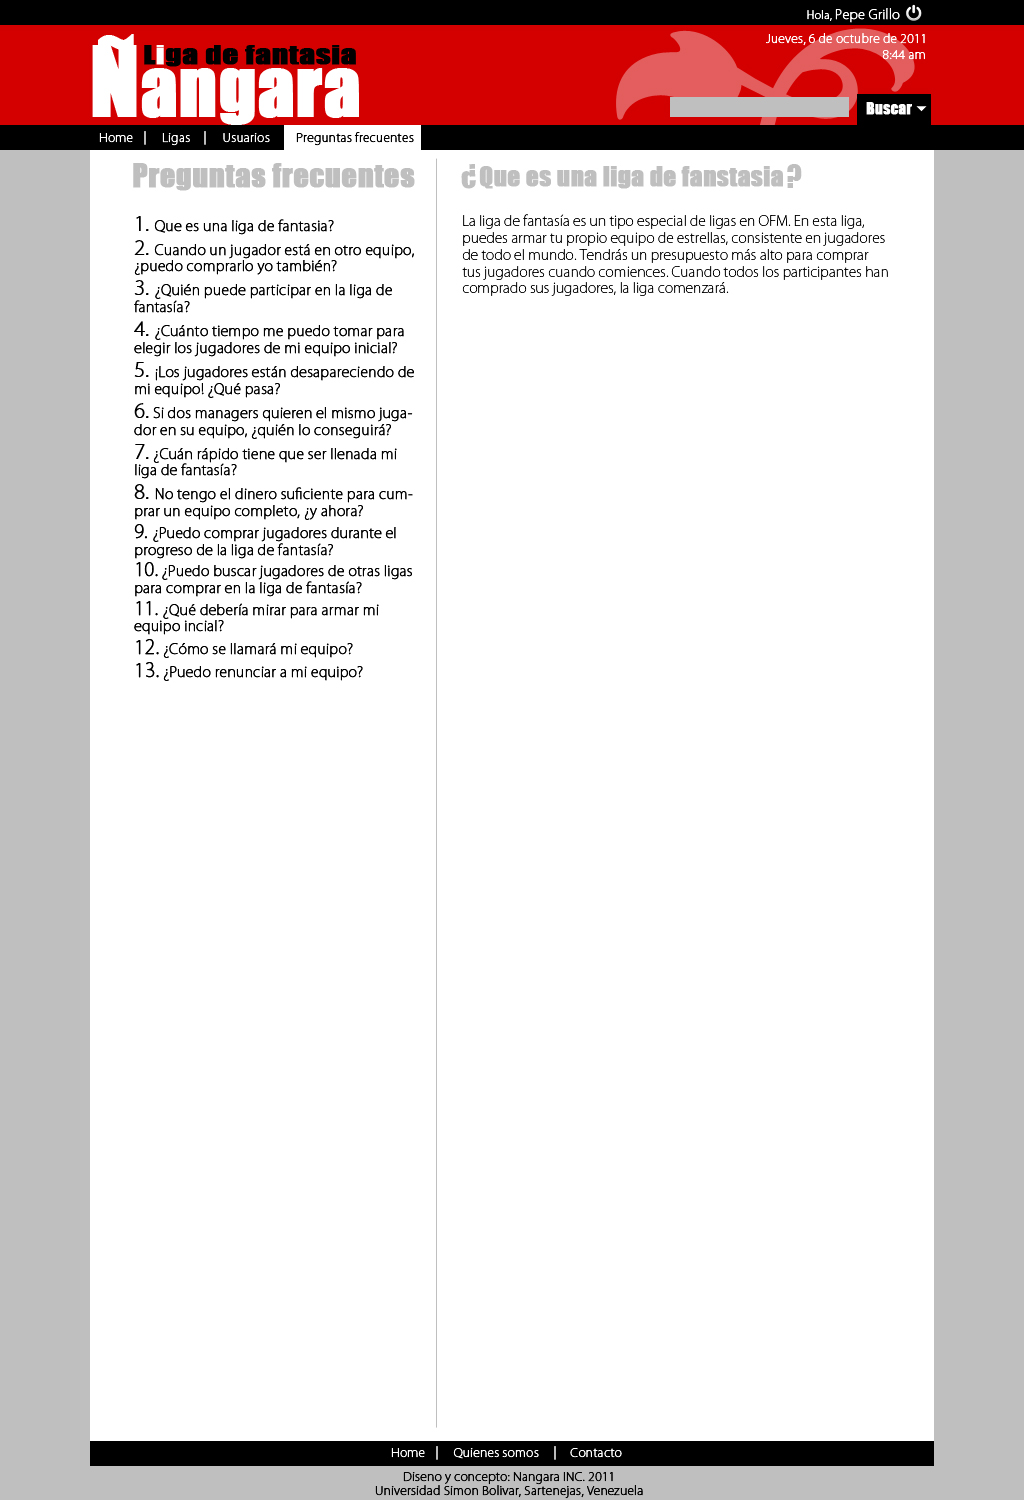 Hola, Pepe Grillo
Jueves, 6 de octubre de 2011
8:44 am
Liga de fantasia
Ñangara
Buscar
Home | Ligas | Usuarios Preguntas frecuentes
Preguntas frecuentes
1. Que es una liga de fantasia?
2. Cuando un jugador está en otro equipo,
¿puedo comprarlo yo también?
3. ¿Quién puede participar en la liga de
fantasía?
4. ¿Cuánto tiempo me puedo tomar para
elegir los jugadores de mi equipo inicial?
5. ¡Los jugadores están desapareciendo de
mi equipo! ¿Qué pasa?
6. Si dos managers quieren el mismo juga-
dor en su equipo, ¿quién lo conseguirá?
7. ¿Cuán rápido tiene que ser llenada mi
liga de fantasía?
8. No tengo el dinero suficiente para cum-
prar un equipo completo, ¿y ahora?
9. ¿Puedo comprar jugadores durante el
progreso de la liga de fantasía?
10. ¿Puedo buscar jugadores de otras ligas
para comprar en la liga de fantasía?
11. ¿Qué debería mirar para armar mi
equipo incial?
12. ¿Cómo se llamará mi equipo?
13. ¿Puedo renunciar a mi equipo?
¿Que es una liga de fanstasia?
La liga de fantasía es un tipo especial de ligas en OFM. En esta liga,
puedes armar tu propio equipo de estrellas, consistente en jugadores
de todo el mundo. Tendrás un presupuesto más alto para comprar
tus jugadores cuando comiences. Cuando todos los participantes han
comprado sus jugadores, la liga comenzará.
Home | Quienes somos | Contacto
Diseno y concepto: Nangara INC. 2011
Universidad Simon Bolivar, Sartenejas, Venezuela